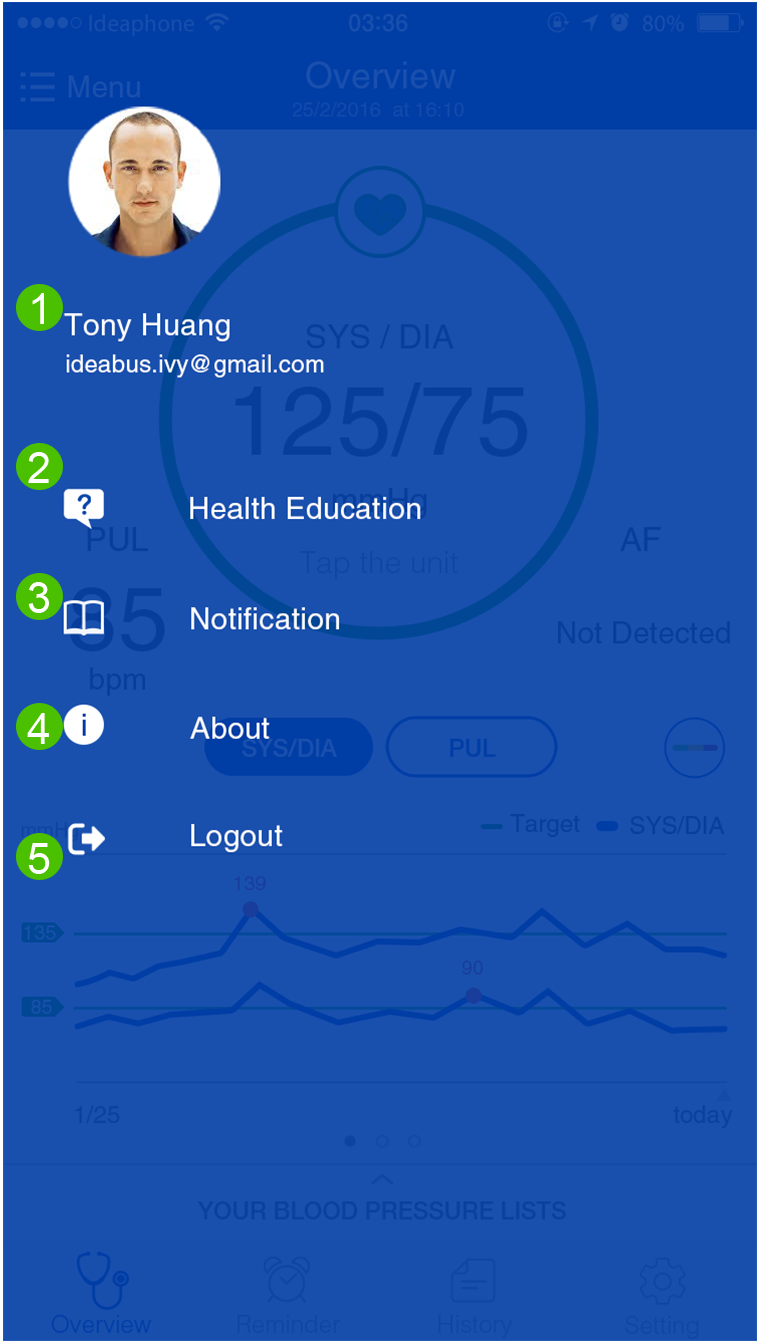 Ideaphone 03:36 80%
Menu Overview
25/2/2016 at 16:10
1
Tony Huang
ideabus.ivy@gmail.com
SYS / DIA
125/75
mmHg
Tap the unit
2
Health Education
PUL
AF
3
Notification
85
Not Detected
bpm
4
i
About
SYS/DIA PUL
5
Logout
mmH
Target SYS/DIA
139
135
90
85
1/25 today
YOUR BLOOD PRESSURE LISTS
Overview Reminder History Setting